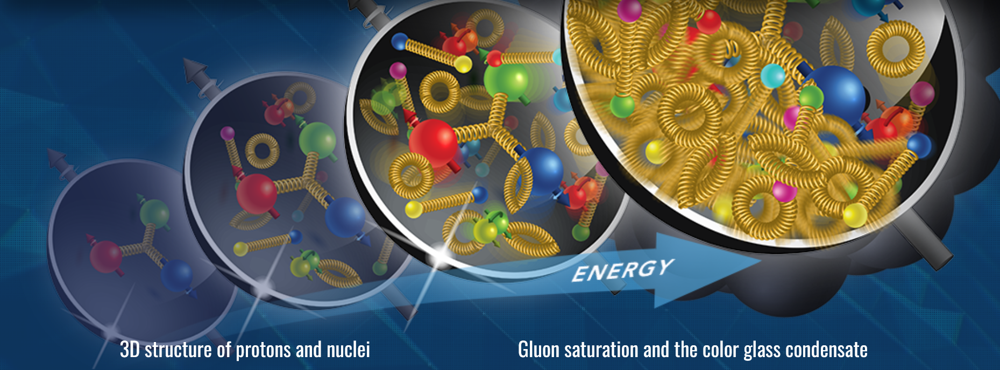 ENERGY
3D structure of protons and nuclei
Gluon saturation and the color glass condensate